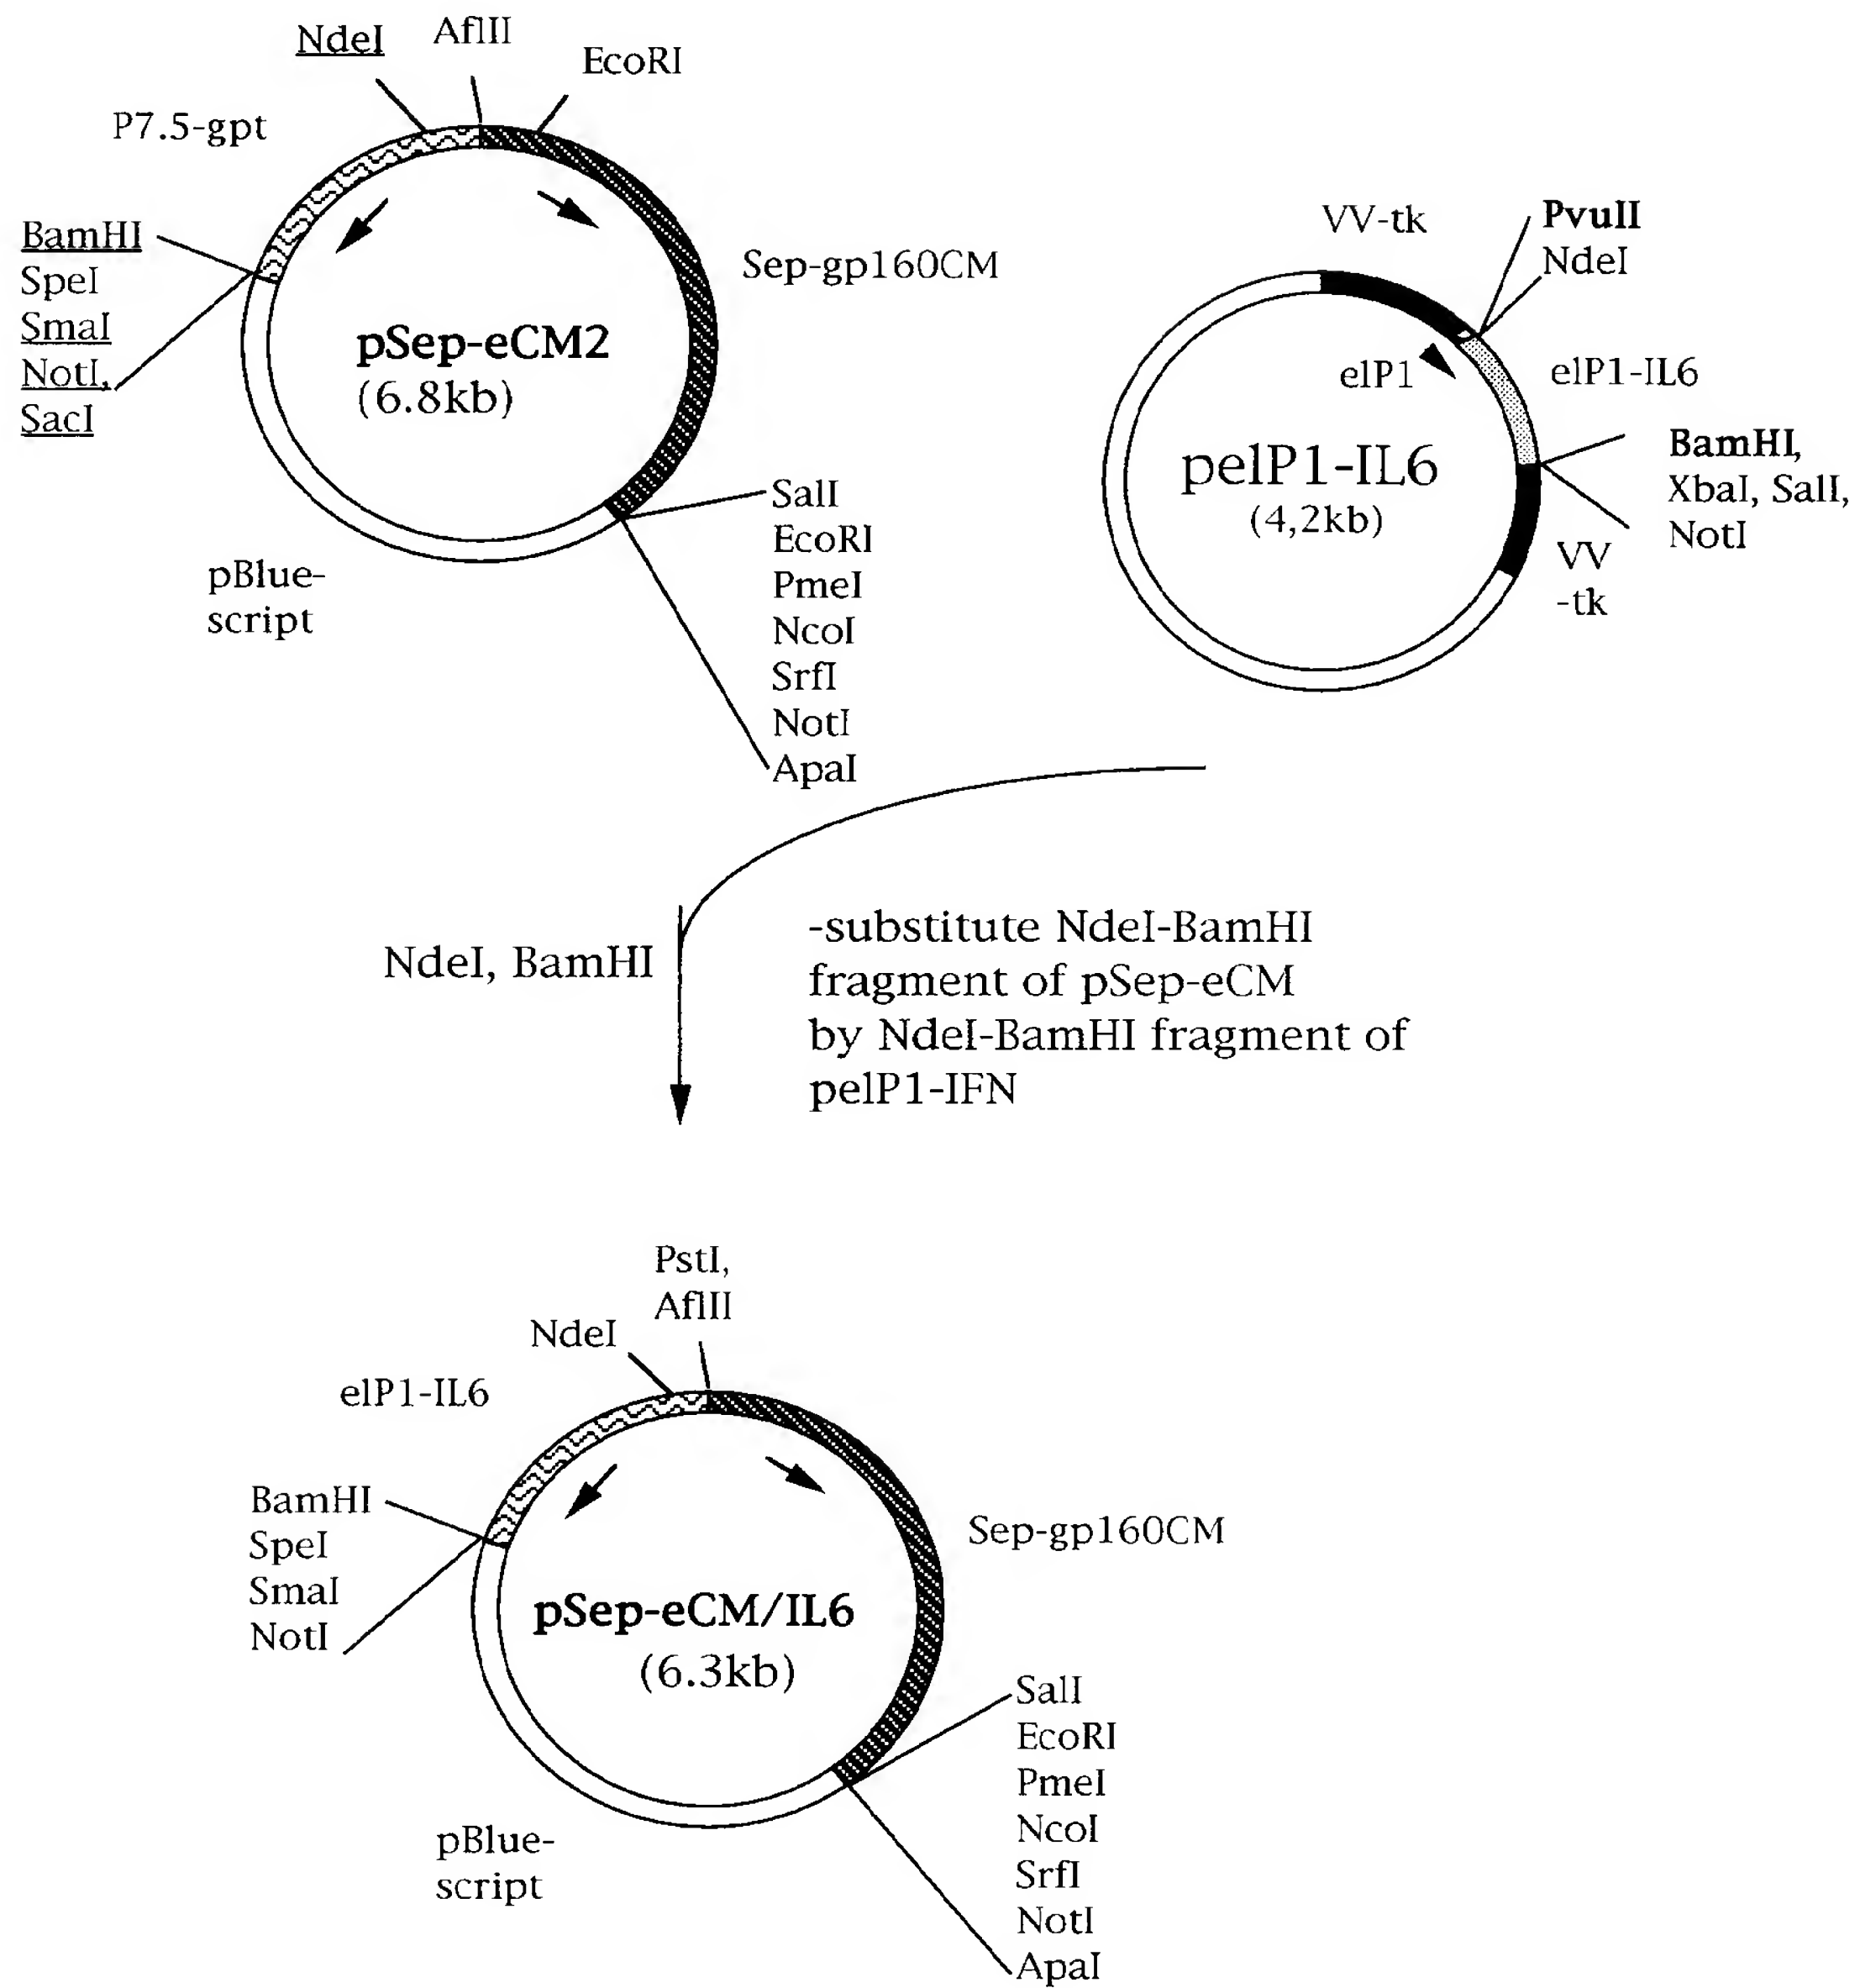 NdeI
AflII
EcoRI
P7.5-gpt
BamHI
SpeI
SmaI
NotI,
SacI
pSep-eCM2
(6.8kb)
Sep-gp160CM
pBlue-
script
SalI
EcoRI
PmeI
NcoI
SrfI
NotI
ApaI
VV-tk
PvuII
NdeI
elP1
elP1-IL6
pelP1-IL6
(4,2kb)
BamHI,
XbaI, SalI,
NotI
VV
-tk
NdeI, BamHI
-substitute NdeI-BamHI
fragment of pSep-eCM
by NdeI-BamHI fragment of
pelP1-IFN
PstI,
AflII
NdeI
elP1-IL6
BamHI
SpeI
SmaI
NotI
pSep-eCM/IL6
(6.3kb)
Sep-gp160CM
pBlue-
script
SalI
EcoRI
PmeI
NcoI
SrfI
NotI
ApaI